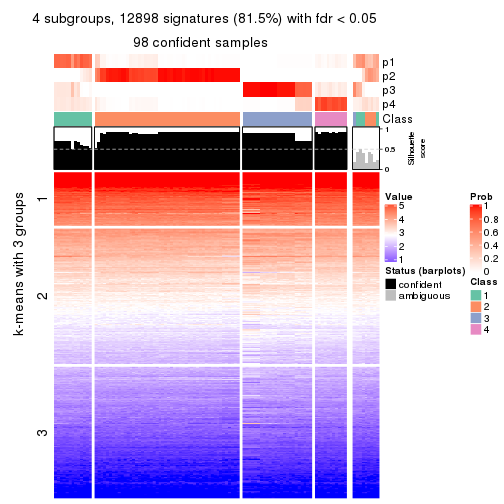 4 subgroups, 12898 signatures (81.5%) with fdr < 0.05
98 confident samples
p1
p2
p3
p4
Class
1
0.5
0
Silhouette
score
k-means with 3 groups
1
2
3
Value
5
4
3
2
1
Status (barplots)
confident
ambiguous
Prob
1
0.8
0.6
0.4
0.2
0
Class
1
2
3
4